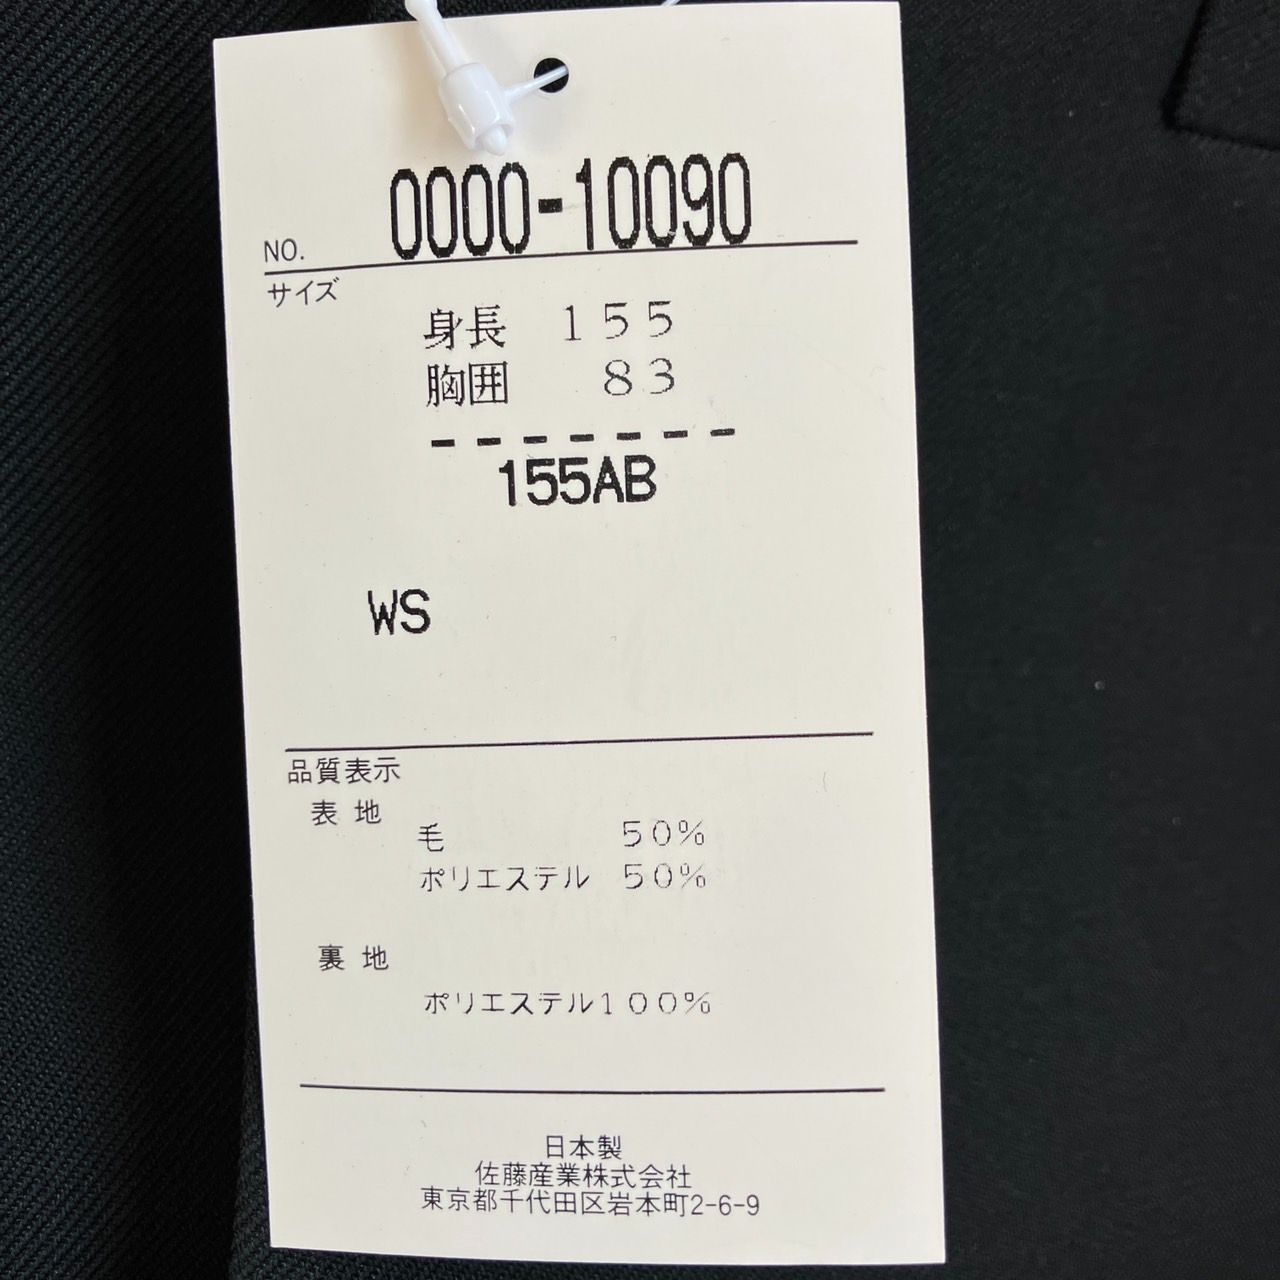 NO. 0000-10090
サイズ
身長 155
胸囲 83
-------
155AB
WS
品質表示
表地
毛 50%
ポリエステル 50%
裏地
ポリエステル100%
日本製
佐藤産業株式会社
東京都千代田区岩本町2-6-9